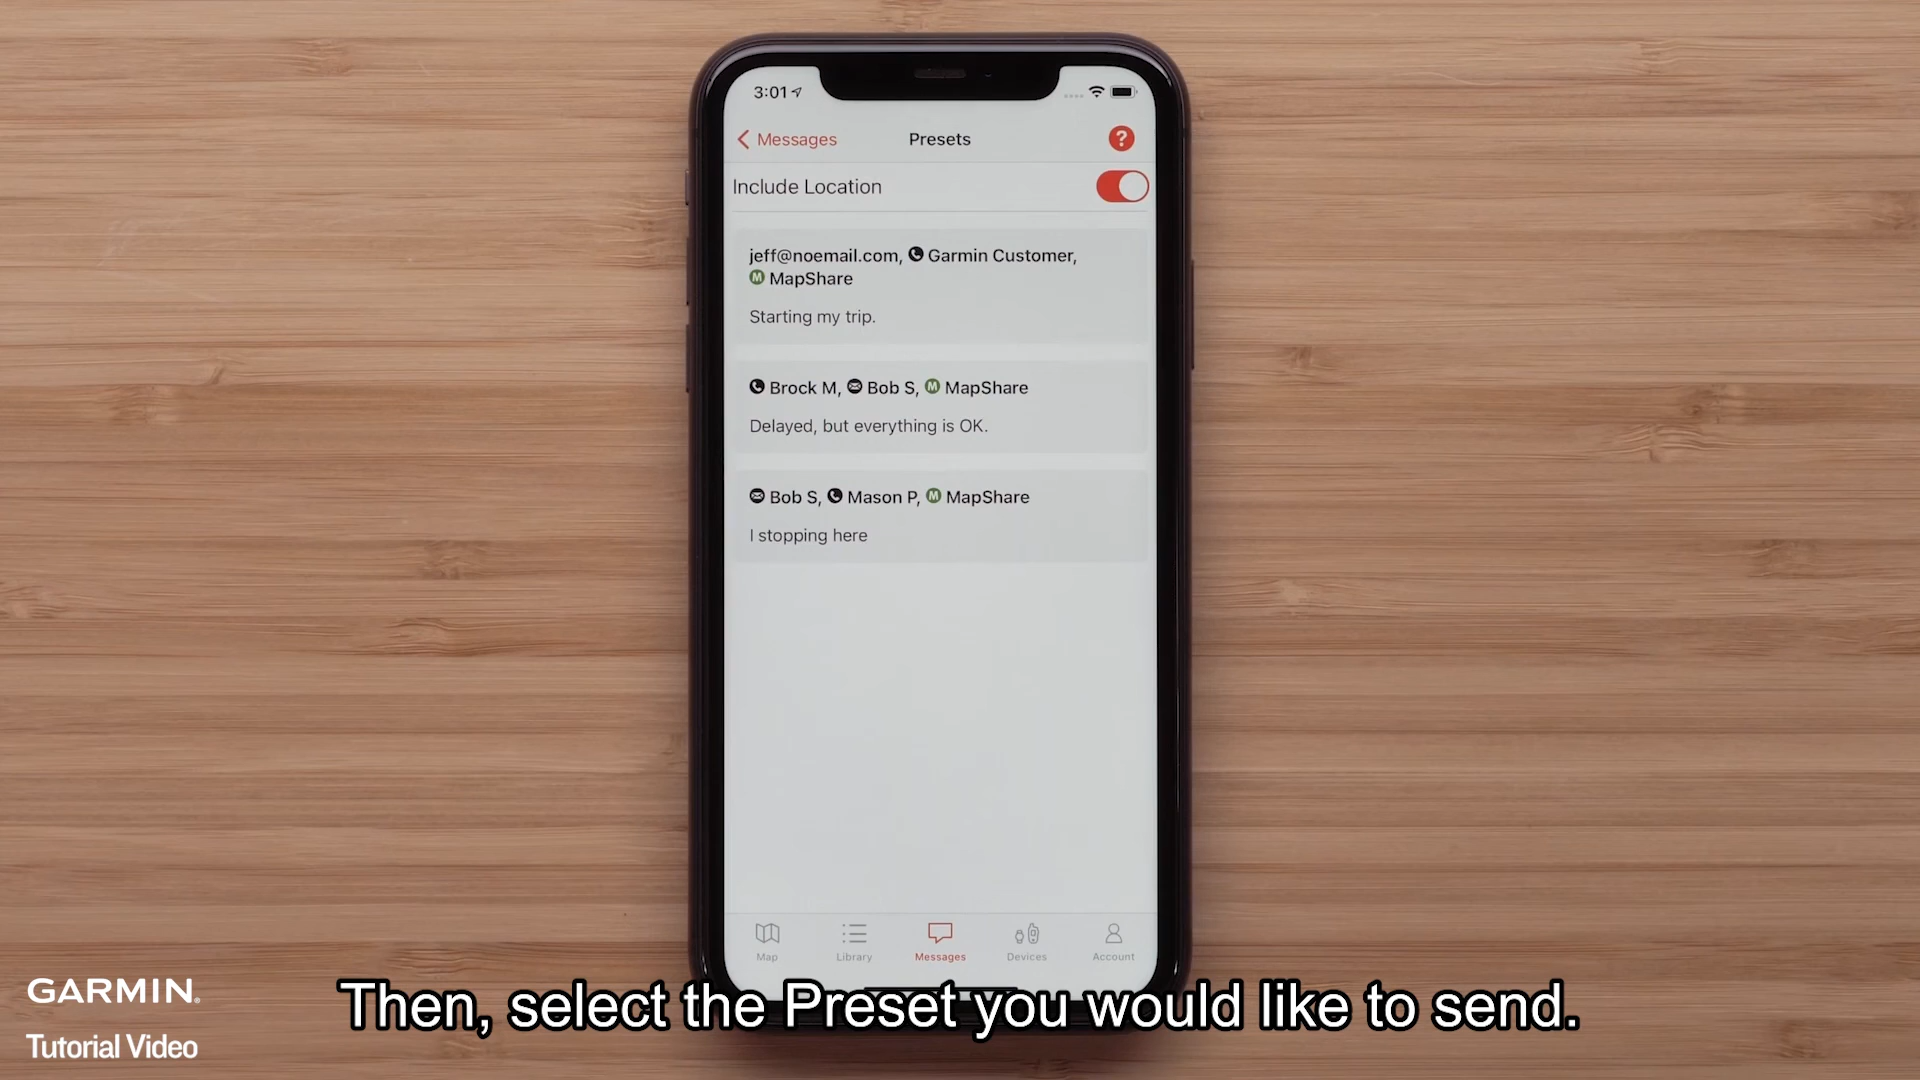 3:01
Messages
Presets
?
Include Location
jeff@noemail.com, Garmin Customer,
M MapShare
Starting my trip.
Brock M, Bob S, M MapShare
Delayed, but everything is OK.
Bob S, Mason P, M MapShare
I stopping here
Map
Library
Messages
Devices
Account
GARMIN®
Tutorial Video
Then, select the Preset you would like to send.